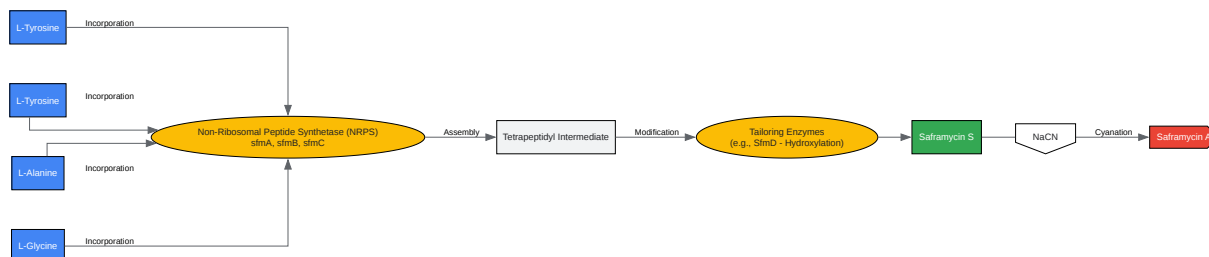 L-Tyrosine
Incorporation
L-Tyrosine
Incorporation
Non-Ribosomal Peptide Synthetase (NRPS)
sfmA, sfmB, sfmC
Assembly
Tetrapeptidyl Intermediate
Modification
Tailoring Enzymes
(e.g., SfmD - Hydroxylation)
Saframycin S
NaCN
Cyanation
Saframycin A
L-Alanine
Incorporation
L-Glycine
Incorporation